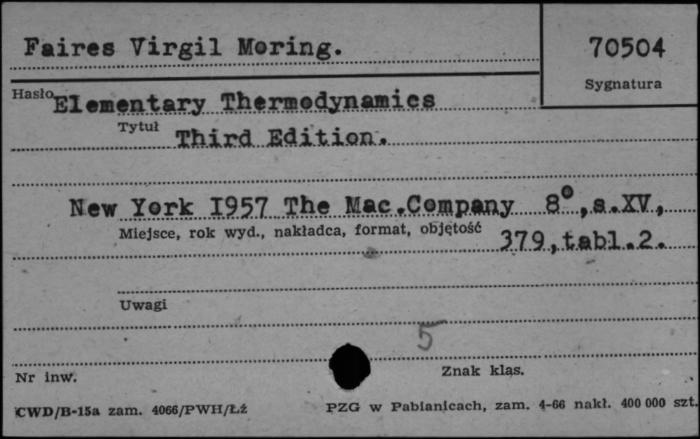 Faires Virgil Moring.
70504
Sygnatura
Hasło
Elementary Thermodynamics
Tytuł
Third Edition.
New York I957 The Mac.Company 8°,s.XV,
Miejsce, rok wyd., nakładca, format, objętość
379,tabl.2.
Uwagi
5
Nr inw.
Znak klas.
CWD/B-15a zam. 4066/PWH/Łź
PZG w Pabianicach, zam. 4-66 nakł. 400 000 szt.